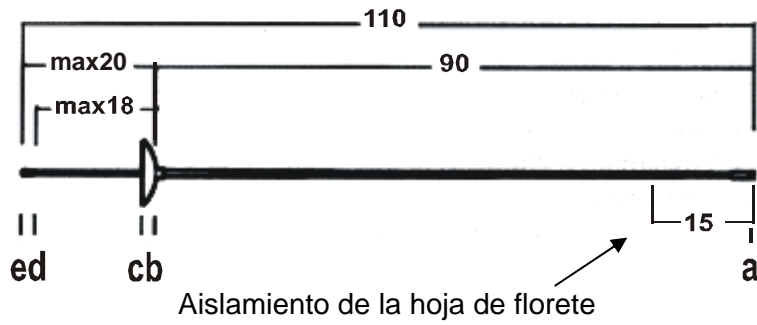 110
max20 90
max18
15
ed cb a
Aislamiento de la hoja de florete